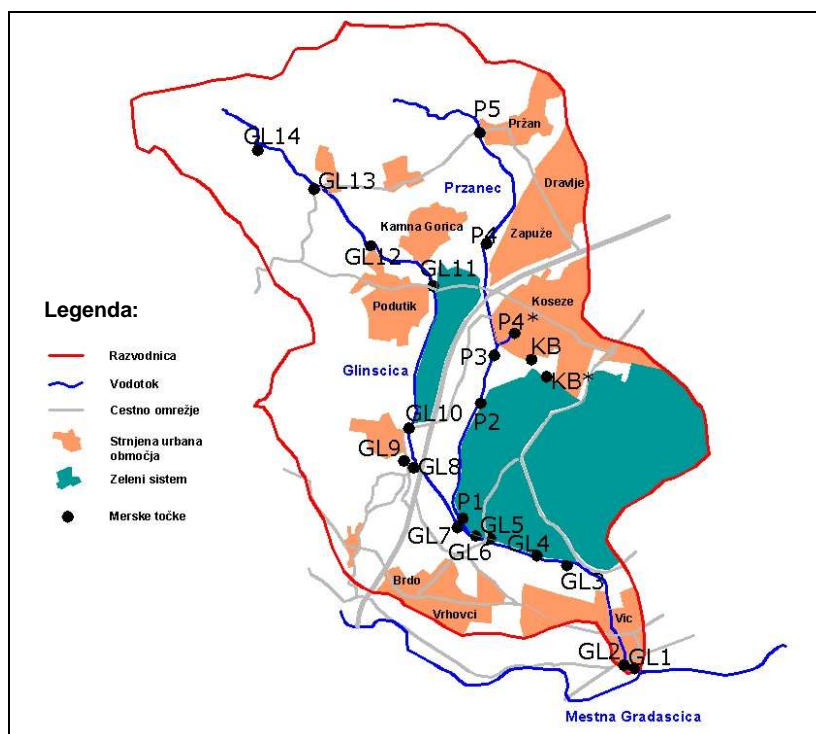 P5
Pržan
GL14
Dravlje
GL13
Przanec
Kamna Gorica
P4
Zapuže
GL12
GL11
Legenda:
Podutik
Koseze
P4*
P3
KB
KB*
Razvodnica
Glinscica
Vodotok
P2
Cestno omrežje
GL10
Strnjena urbana
območja
GL9
GL8
Zeleni sistem
P1
GL5
GL7
GL6
GL4
Merske točke
GL3
Brdo
Vrhovci
Vic
GL2
GL1
Mestna Gradascica